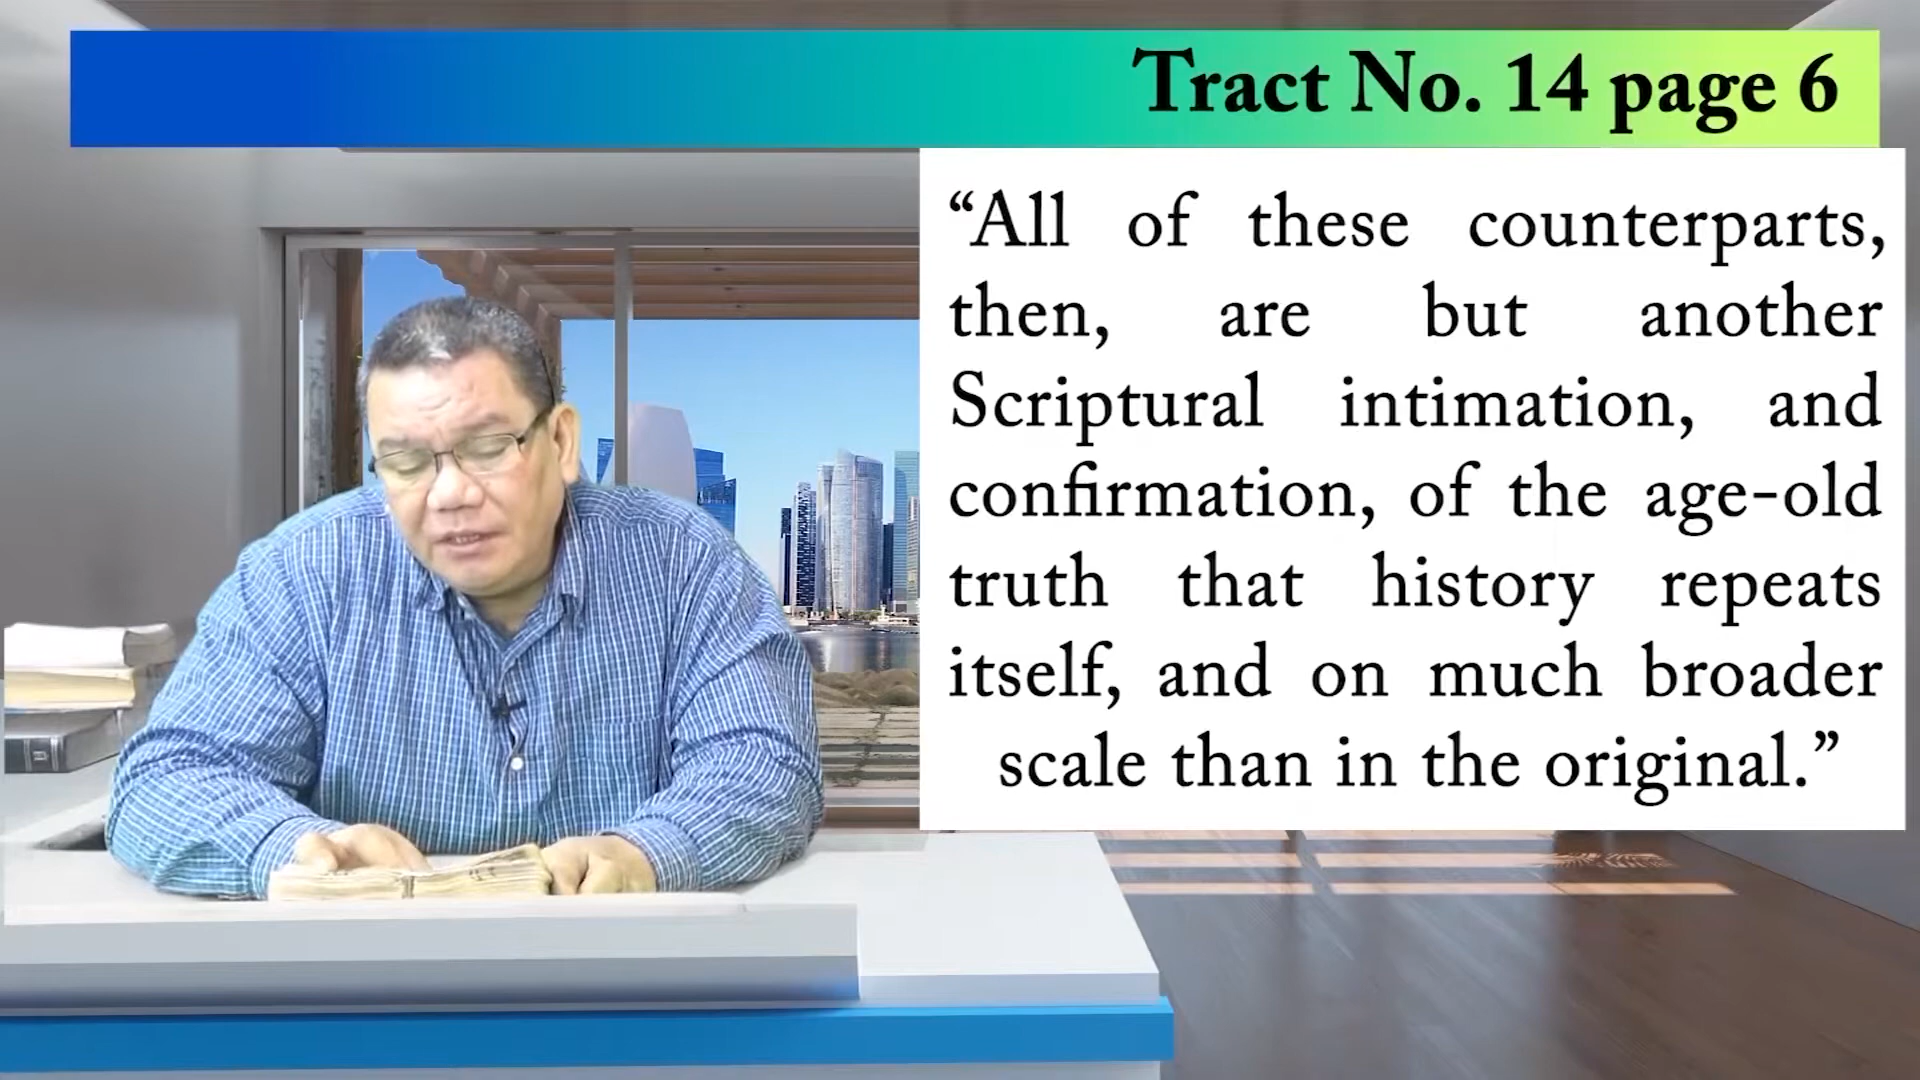 Tract No. 14 page 6
“All of these counterparts,
then, are but another
Scriptural intimation, and
confirmation, of the age-old
truth that history repeats
itself, and on much broader
scale than in the original.”